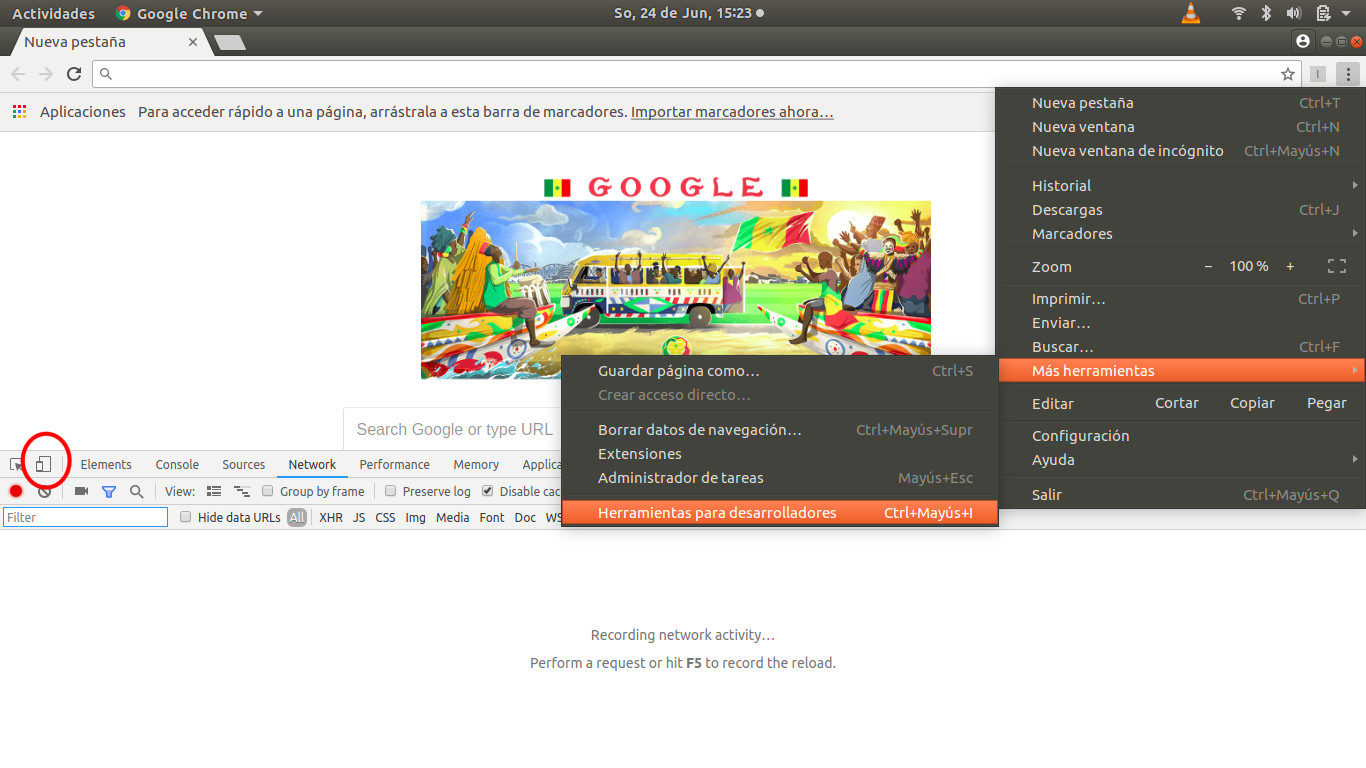 Actividades
Google Chrome
So, 24 de Jun, 15:23
Nueva pestaña
Aplicaciones
Para acceder rápido a una página, arrástrala a esta barra de marcadores. Importar marcadores ahora…
GOOGLE
Search Google or type URL
Nueva pestaña Ctrl+T
Nueva ventana Ctrl+N
Nueva ventana de incógnito Ctrl+Mayús+N
Historial
Descargas Ctrl+J
Marcadores
Zoom − 100 % +
Imprimir… Ctrl+P
Enviar…
Buscar… Ctrl+F
Más herramientas
Editar Cortar Copiar Pegar
Configuración
Ayuda
Salir Ctrl+Mayús+Q
Guardar página como… Ctrl+S
Crear acceso directo…
Borrar datos de navegación… Ctrl+Mayús+Supr
Extensiones
Administrador de tareas Mayús+Esc
Herramientas para desarrolladores Ctrl+Mayús+I
Elements Console Sources Network Performance Memory Applica
View: Group by frame Preserve log Disable cac
Filter Hide data URLs All XHR JS CSS Img Media Font Doc WS
Recording network activity…
Perform a request or hit F5 to record the reload.